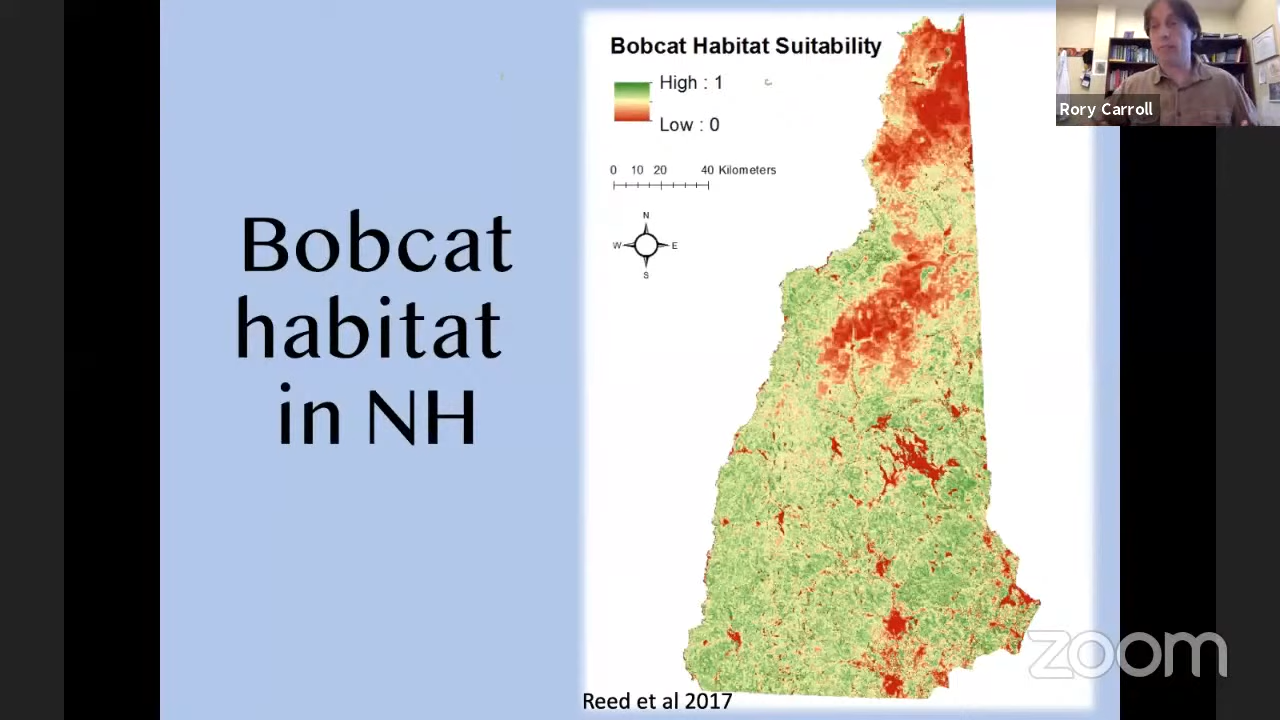 Bobcat
habitat
in NH
Bobcat Habitat Suitability
High : 1
Low : 0
0 10 20 40 Kilometers
N
W E
S
Reed et al 2017
Rory Carroll
zoom